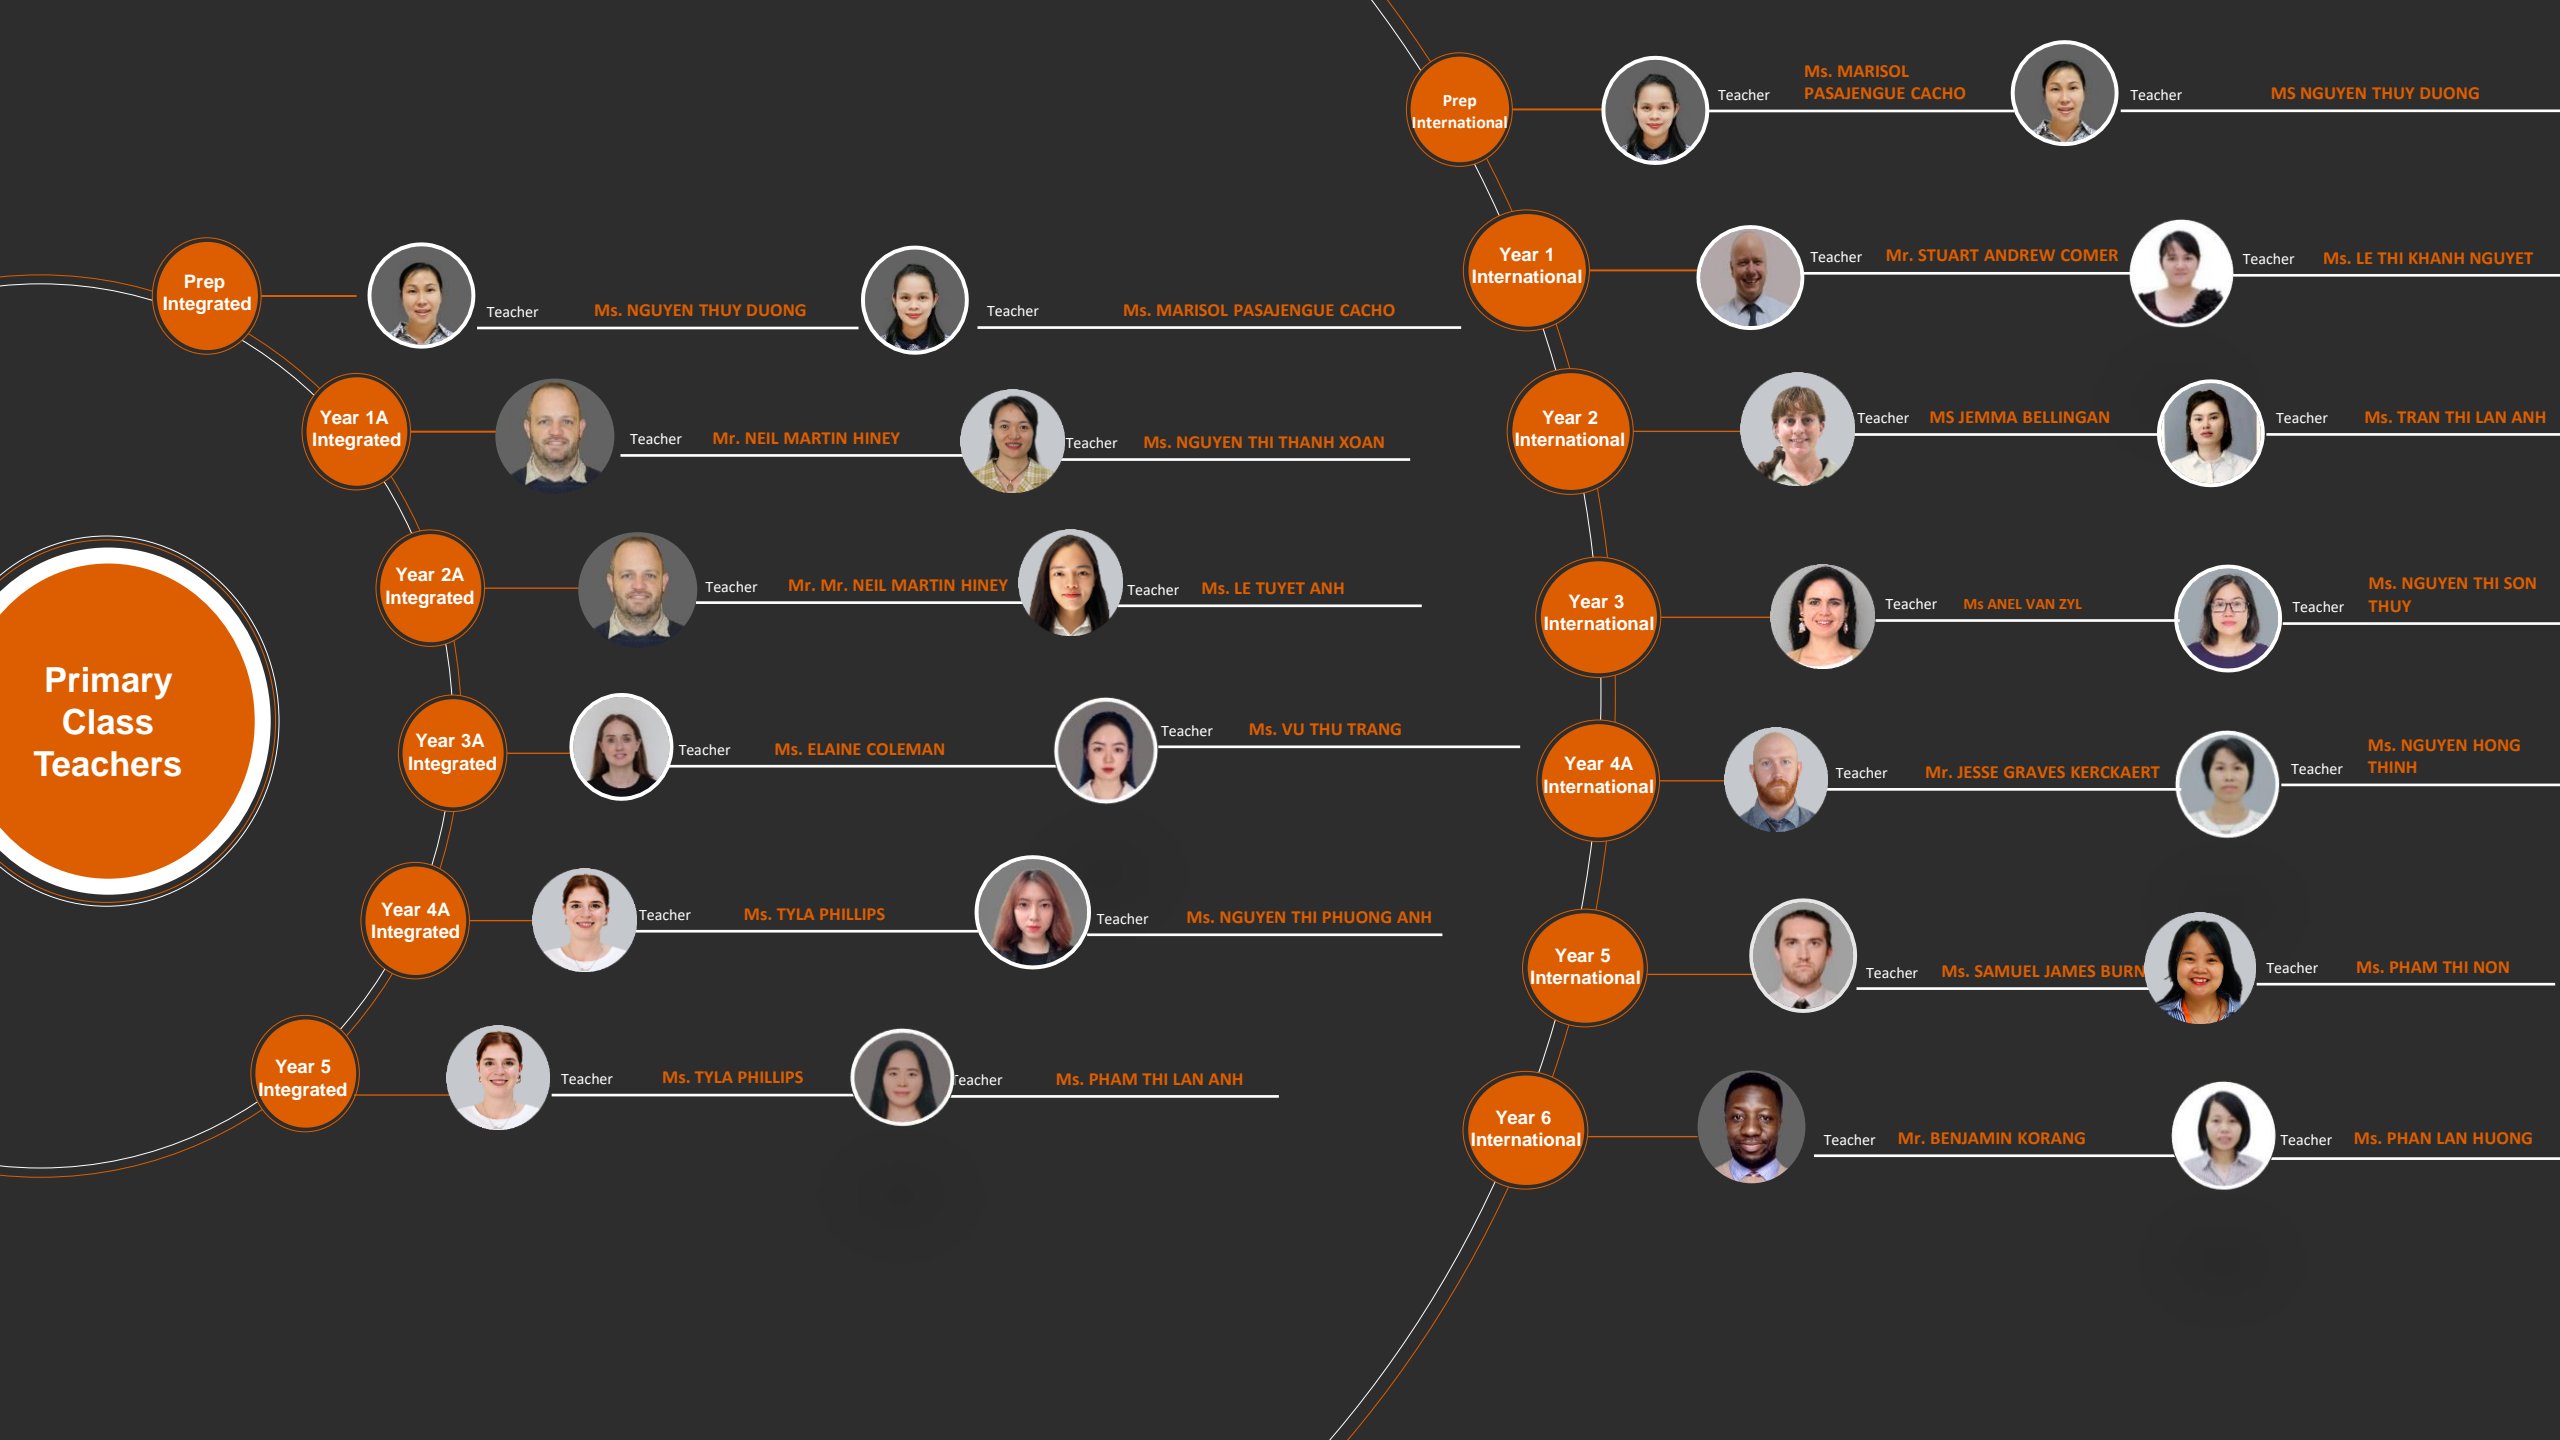 Primary
Class
Teachers
Prep
Integrated
Teacher
Ms. NGUYEN THUY DUONG
Teacher
Ms. MARISOL PASAJENGUE CACHO
Year 1A
Integrated
Teacher
Mr. NEIL MARTIN HINEY
Teacher
Ms. NGUYEN THI THANH XOAN
Year 2A
Integrated
Teacher
Mr. Mr. NEIL MARTIN HINEY
Teacher
Ms. LE TUYET ANH
Year 3A
Integrated
Teacher
Ms. ELAINE COLEMAN
Teacher
Ms. VU THU TRANG
Year 4A
Integrated
Teacher
Ms. TYLA PHILLIPS
Teacher
Ms. NGUYEN THI PHUONG ANH
Year 5
Integrated
Teacher
Ms. TYLA PHILLIPS
Teacher
Ms. PHAM THI LAN ANH
Prep
International
Teacher
Ms. MARISOL
PASAJENGUE CACHO
Teacher
MS NGUYEN THUY DUONG
Year 1
International
Teacher
Mr. STUART ANDREW COMER
Teacher
Ms. LE THI KHANH NGUYET
Year 2
International
Teacher
MS JEMMA BELLINGAN
Teacher
Ms. TRAN THI LAN ANH
Year 3
International
Teacher
Ms ANEL VAN ZYL
Teacher
Ms. NGUYEN THI SON
THUY
Year 4A
International
Teacher
Mr. JESSE GRAVES KERCKAERT
Teacher
Ms. NGUYEN HONG
THINH
Year 5
International
Teacher
Ms. SAMUEL JAMES BURN
Teacher
Ms. PHAM THI NON
Year 6
International
Teacher
Mr. BENJAMIN KORANG
Teacher
Ms. PHAN LAN HUONG